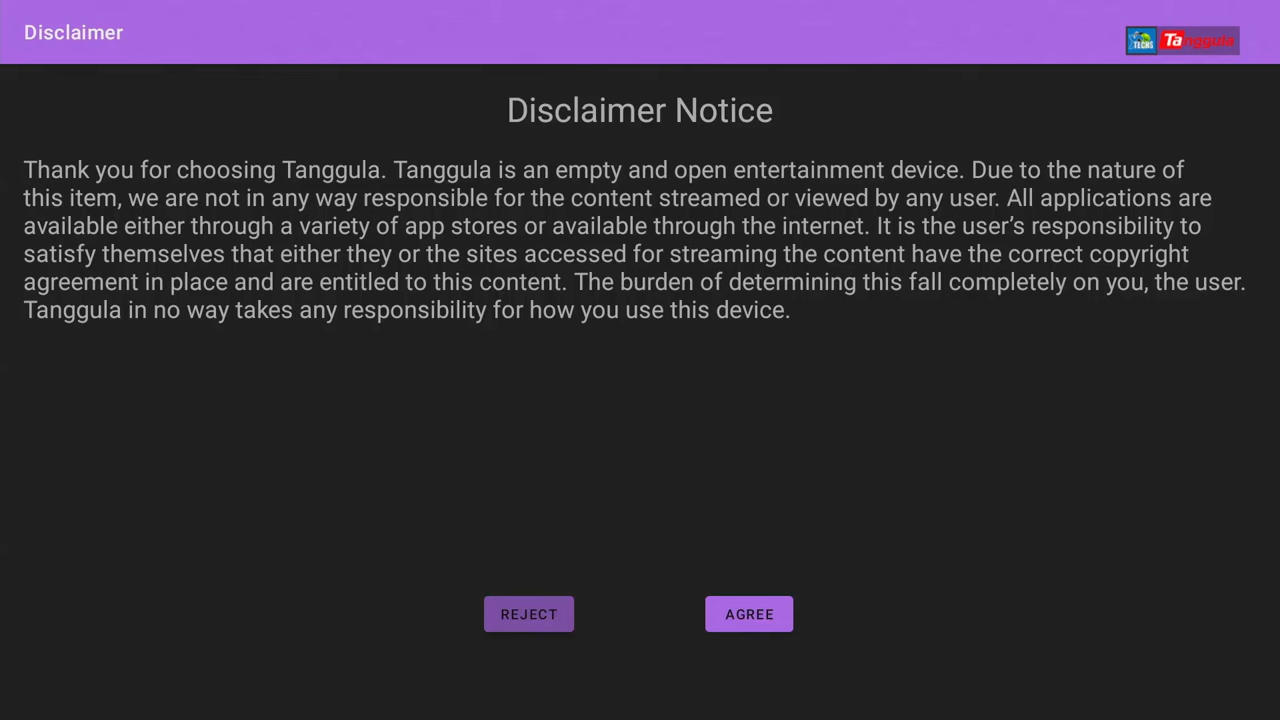 Disclaimer
TECHS Tanggula
Disclaimer Notice
Thank you for choosing Tanggula. Tanggula is an empty and open entertainment device. Due to the nature of
this item, we are not in any way responsible for the content streamed or viewed by any user. All applications are
available either through a variety of app stores or available through the internet. It is the user’s responsibility to
satisfy themselves that either they or the sites accessed for streaming the content have the correct copyright
agreement in place and are entitled to this content. The burden of determining this fall completely on you, the user.
Tanggula in no way takes any responsibility for how you use this device.
REJECT AGREE